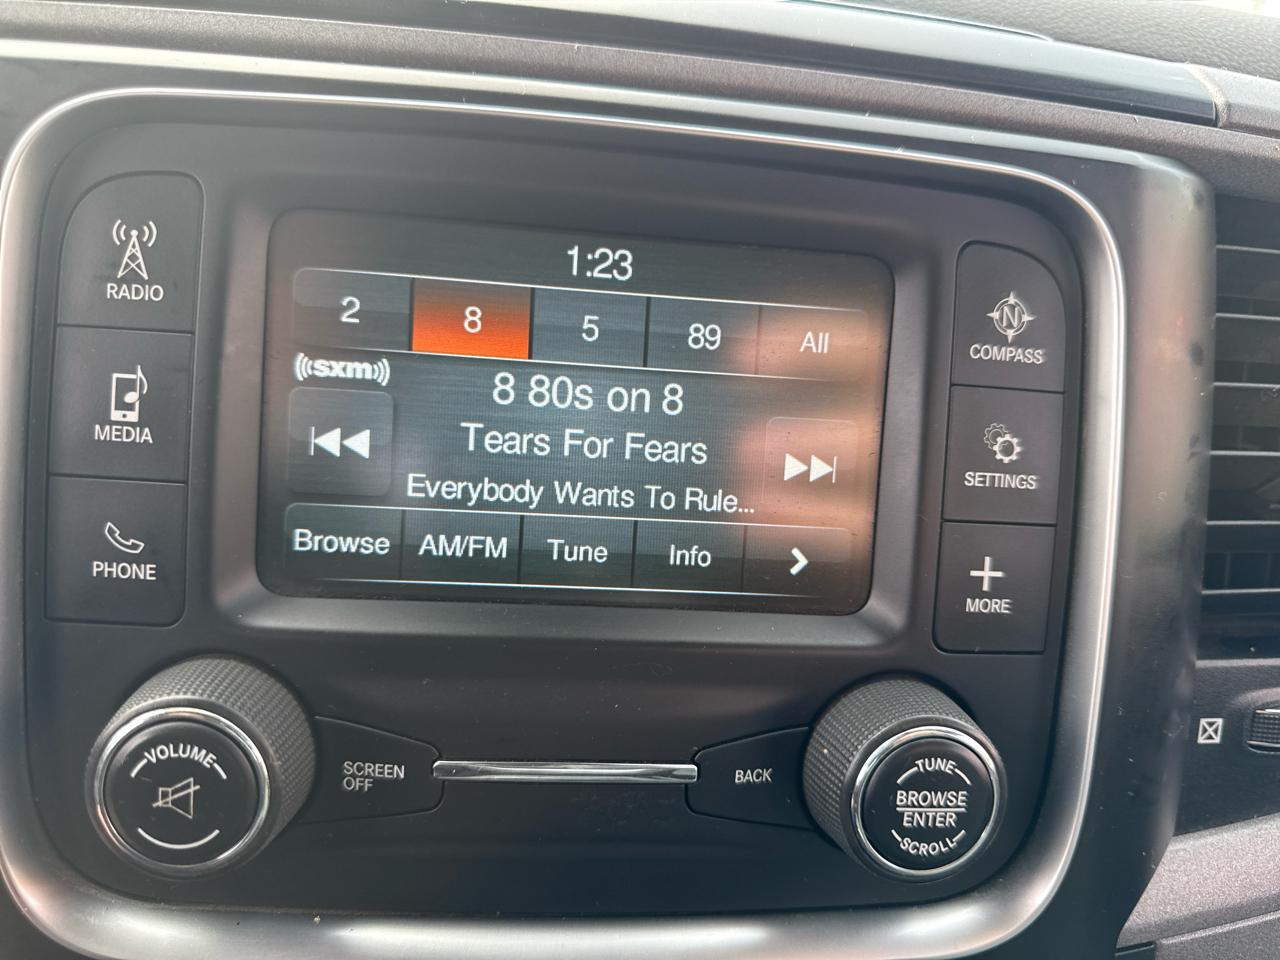 1:23
2 8 5 89 All
((sxm))
8 80s on 8
Tears For Fears
Everybody Wants To Rule...
Browse AM/FM Tune Info
RADIO
MEDIA
PHONE
N
COMPASS
SETTINGS
MORE
VOLUME
SCREEN
OFF
BACK
TUNE
BROWSE
ENTER
SCROLL